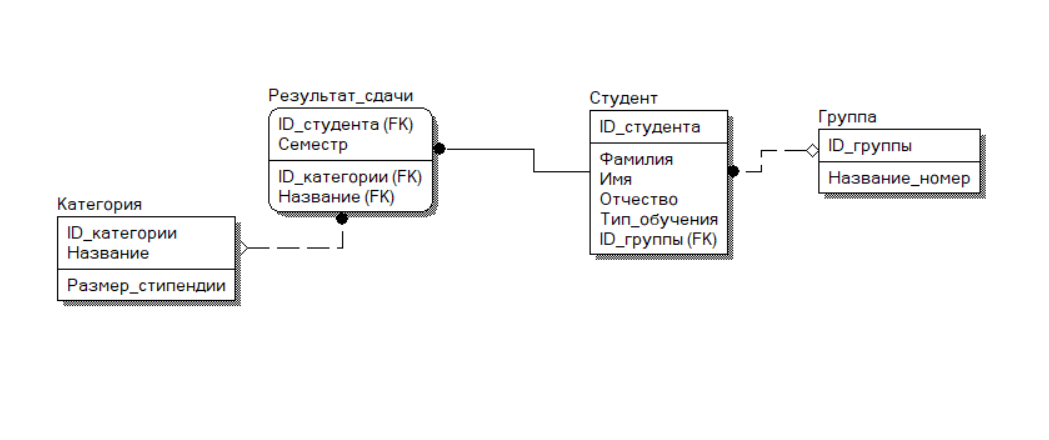 Результат_сдачи
ID_студента (FK)
Семестр
ID_категории (FK)
Название (FK)
Студент
ID_студента
Фамилия
Имя
Отчество
Тип_обучения
ID_группы (FK)
Группа
ID_группы
Название_номер
Категория
ID_категории
Название
Размер_стипендии